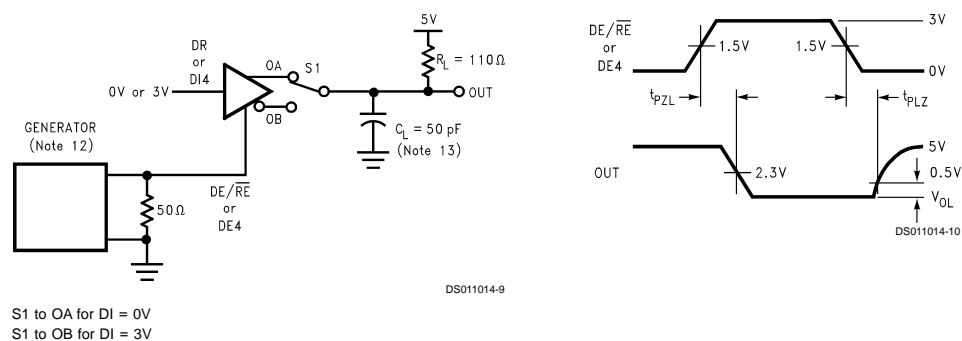 5V
DR
or
DI4
OA
S1
R_L = 110Ω
0V or 3V
OUT
OB
C_L = 50 pF
(Note 13)
GENERATOR
(Note 12)
50Ω
DE/R̅E̅
or
DE4
DS011014-9
S1 to OA for DI = 0V
S1 to OB for DI = 3V
DE/R̅E̅
or
DE4
3V
1.5V
1.5V
0V
t_PZL
t_PLZ
OUT
5V
2.3V
0.5V
V_OL
DS011014-10